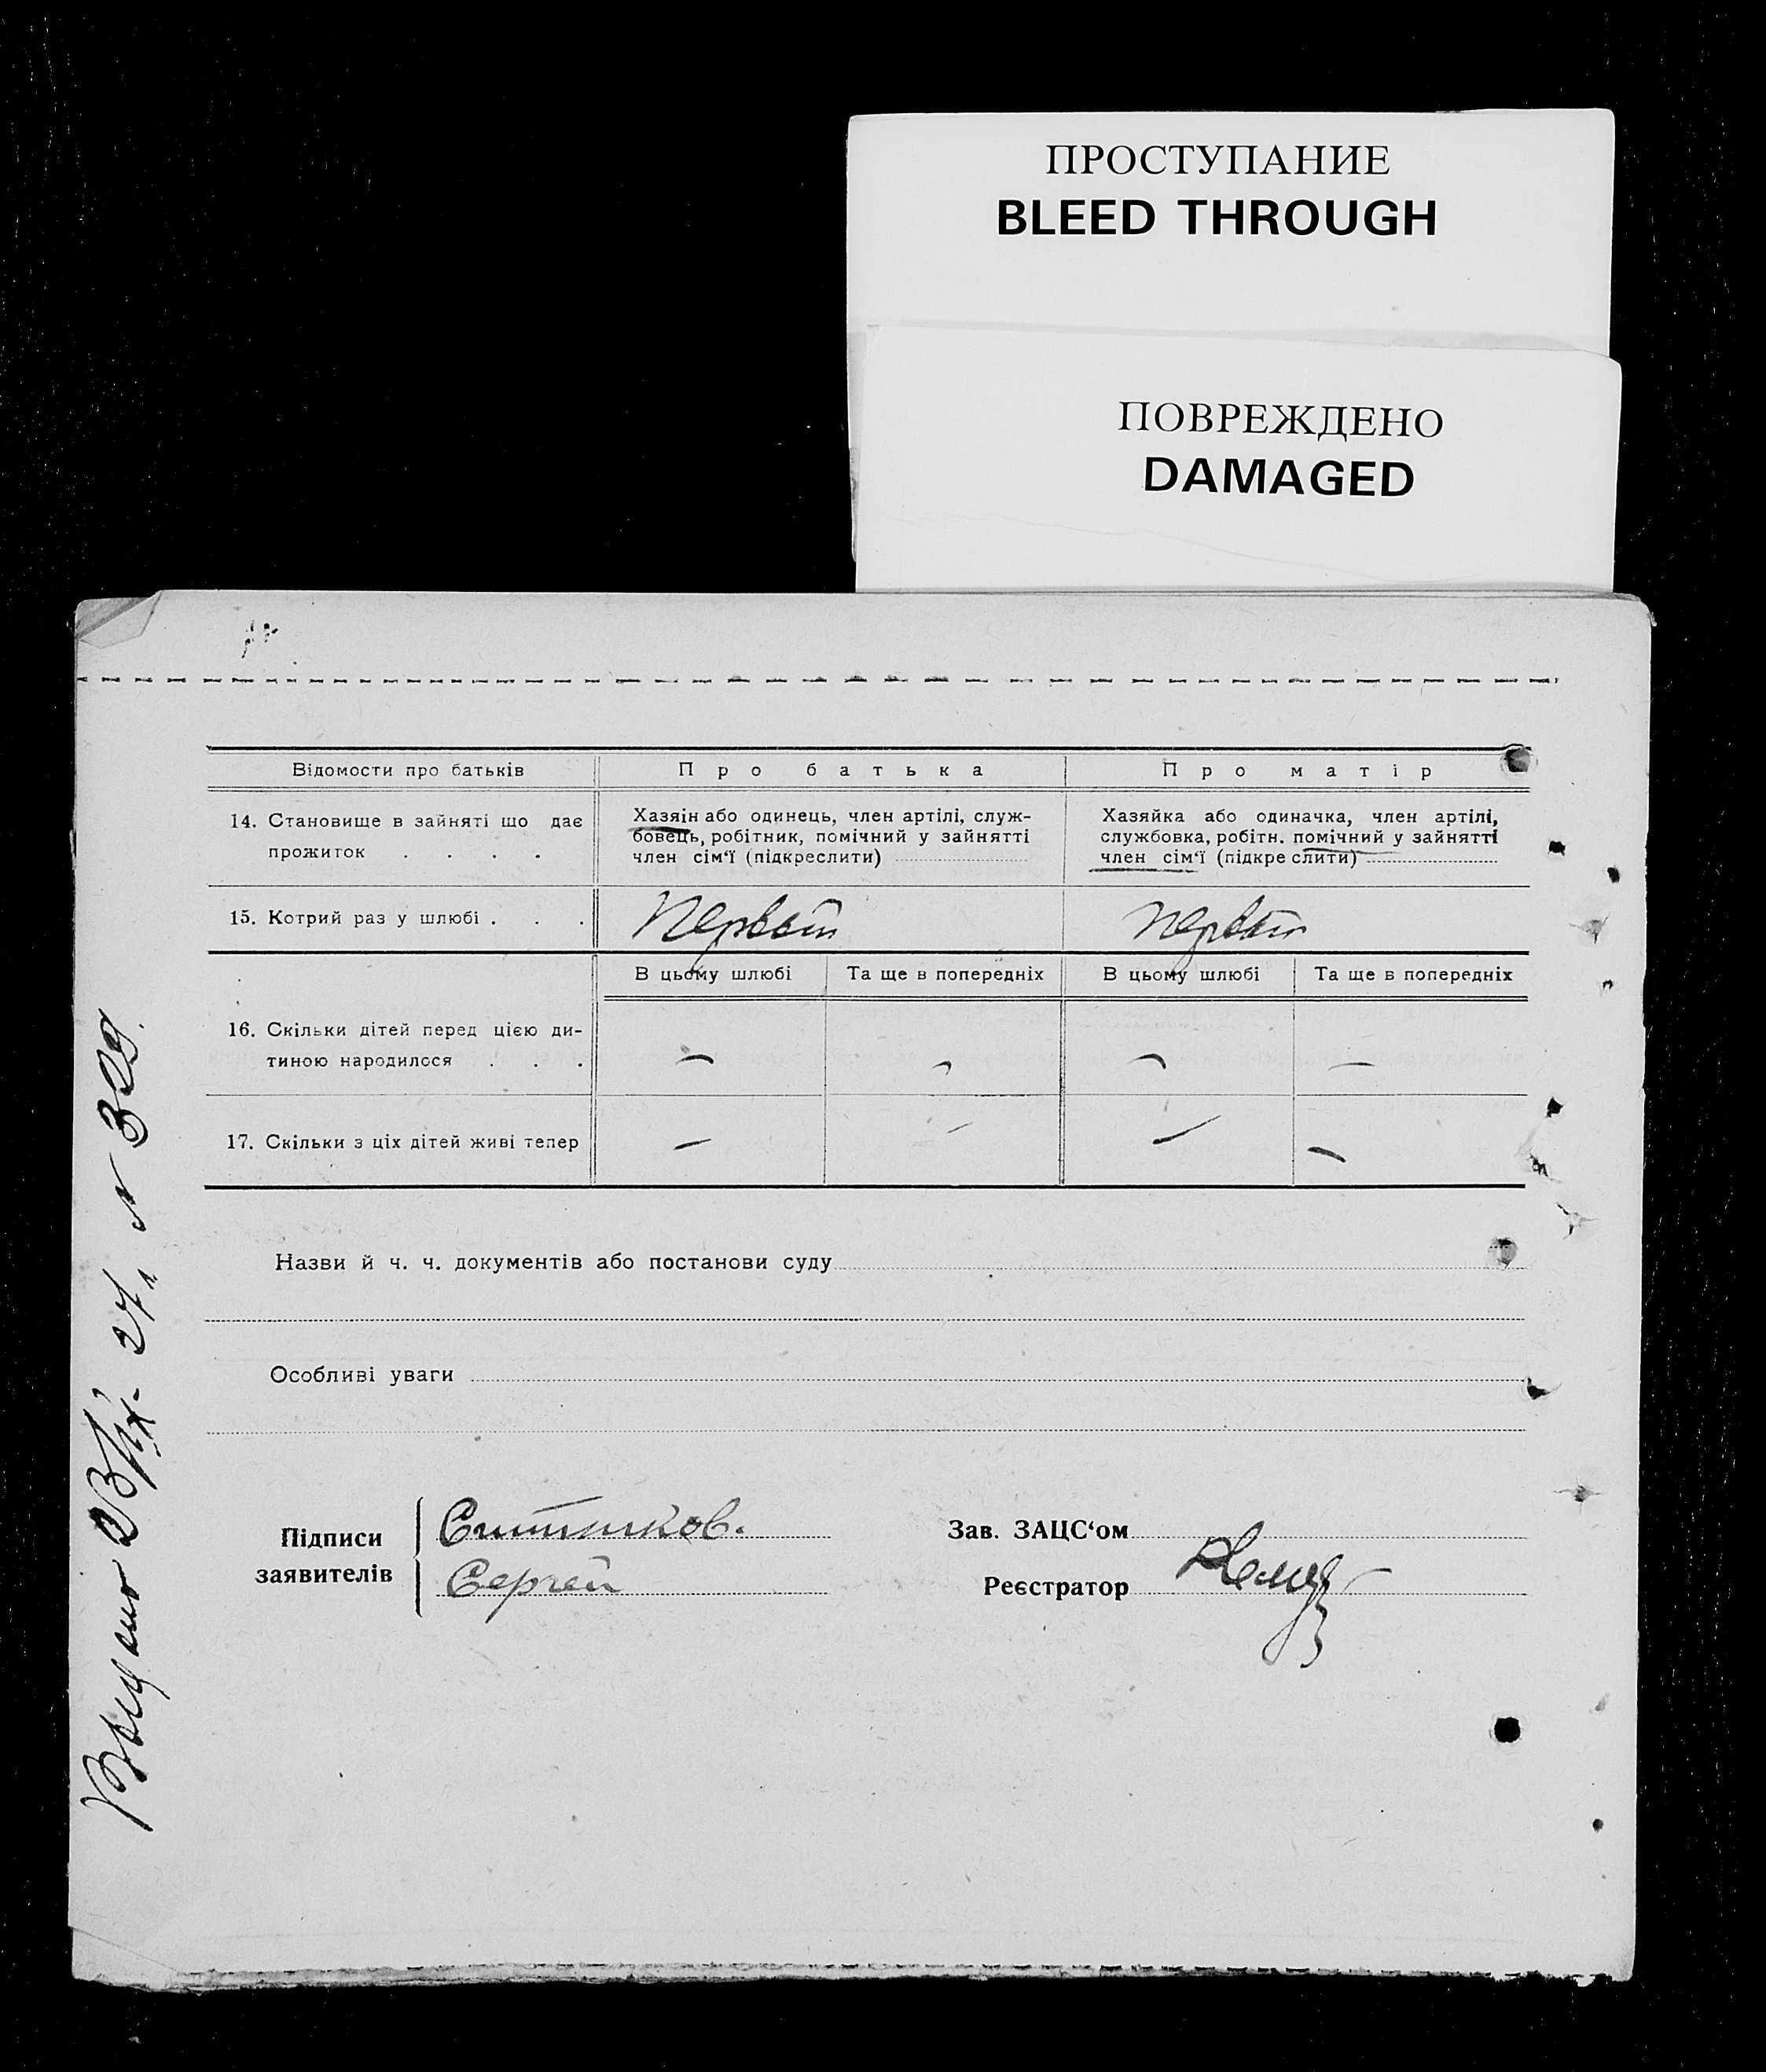 ПРОСТУПАНИЕ
BLEED THROUGH
ПОВРЕЖДЕНО
DAMAGED
Відомости про батьків
Про батька
Про матір
14. Становище в зайняті що дає
прожиток . . . .
Хазяїн або одинець, член артілі, служ-
бовець, робітник, помічний у зайнятті
член сім‘ї (підкреслити)
Хазяйка або одиначка, член артілі,
службовка, робітн. помічний у зайнятті
член сім‘ї (підкре слити)
15. Котрий раз у шлюбі . . .
Первый
первый
В цьому шлюбі
Та ще в попередніх
В цьому шлюбі
Та ще в попередніх
16. Скільки дітей перед цією ди-
тиною народилося . . .
— — — —
17. Скільки з ціх дітей живі тепер
— — — —
Назви й ч. ч. документів або постанови суду
Особливі уваги
Підписи
заявителів
Ситников.
Сергей
Зав. ЗАЦС‘ом
Реєстратор
27 N 329.